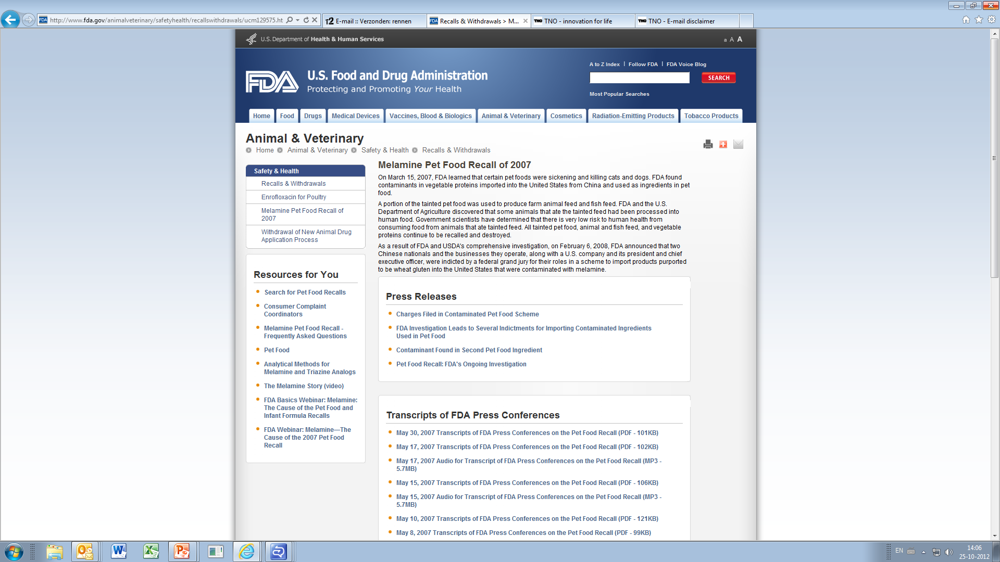 http://www.fda.gov/animalveterinary/safetyhealth/recallswithdrawals/ucm129575.ht
E-mail :: Verzonden: rennen
FDA Recalls & Withdrawals > M...
TNO TNO - innovation for life
TNO TNO - E-mail disclaimer
U.S. Department of Health & Human Services
a A A
FDA U.S. Food and Drug Administration
Protecting and Promoting Your Health
A to Z Index | Follow FDA | FDA Voice Blog
SEARCH
Most Popular Searches
Home Food Drugs Medical Devices Vaccines, Blood & Biologics Animal & Veterinary Cosmetics Radiation-Emitting Products Tobacco Products
Animal & Veterinary
Home Animal & Veterinary Safety & Health Recalls & Withdrawals
Safety & Health
Recalls & Withdrawals
Enrofloxacin for Poultry
Melamine Pet Food Recall of
2007
Withdrawal of New Animal Drug
Application Process
Resources for You
Search for Pet Food Recalls
Consumer Complaint
Coordinators
Melamine Pet Food Recall -
Frequently Asked Questions
Pet Food
Analytical Methods for
Melamine and Triazine Analogs
The Melamine Story (video)
FDA Basics Webinar: Melamine:
The Cause of the Pet Food and
Infant Formula Recalls
FDA Webinar: Melamine—The
Cause of the 2007 Pet Food
Recall
Melamine Pet Food Recall of 2007
On March 15, 2007, FDA learned that certain pet foods were sickening and killing cats and dogs. FDA found
contaminants in vegetable proteins imported into the United States from China and used as ingredients in pet
food.
A portion of the tainted pet food was used to produce farm animal feed and fish feed. FDA and the U.S.
Department of Agriculture discovered that some animals that ate the tainted feed had been processed into
human food. Government scientists have determined that there is very low risk to human health from
consuming food from animals that ate tainted feed. All tainted pet food, animal and fish feed, and vegetable
proteins continue to be recalled and destroyed.
As a result of FDA and USDA's comprehensive investigation, on February 6, 2008, FDA announced that two
Chinese nationals and the businesses they operate, along with a U.S. company and its president and chief
executive officer, were indicted by a federal grand jury for their roles in a scheme to import products purported
to be wheat gluten into the United States that were contaminated with melamine.
Press Releases
Charges Filed in Contaminated Pet Food Scheme
FDA Investigation Leads to Several Indictments for Importing Contaminated Ingredients
Used in Pet Food
Contaminant Found in Second Pet Food Ingredient
Pet Food Recall: FDA's Ongoing Investigation
Transcripts of FDA Press Conferences
May 30, 2007 Transcripts of FDA Press Conferences on the Pet Food Recall (PDF - 101KB)
May 17, 2007 Transcripts of FDA Press Conferences on the Pet Food Recall (PDF - 102KB)
May 17, 2007 Audio for Transcript of FDA Press Conferences on the Pet Food Recall (MP3 -
5.7MB)
May 15, 2007 Transcripts of FDA Press Conferences on the Pet Food Recall (PDF - 106KB)
May 15, 2007 Audio for Transcript of FDA Press Conferences on the Pet Food Recall (MP3 -
5.7MB)
May 10, 2007 Transcripts of FDA Press Conferences on the Pet Food Recall (PDF - 121KB)
May 8, 2007 Transcripts of FDA Press Conferences on the Pet Food Recall (PDF - 99KB)
EN
14:06
25-10-2012